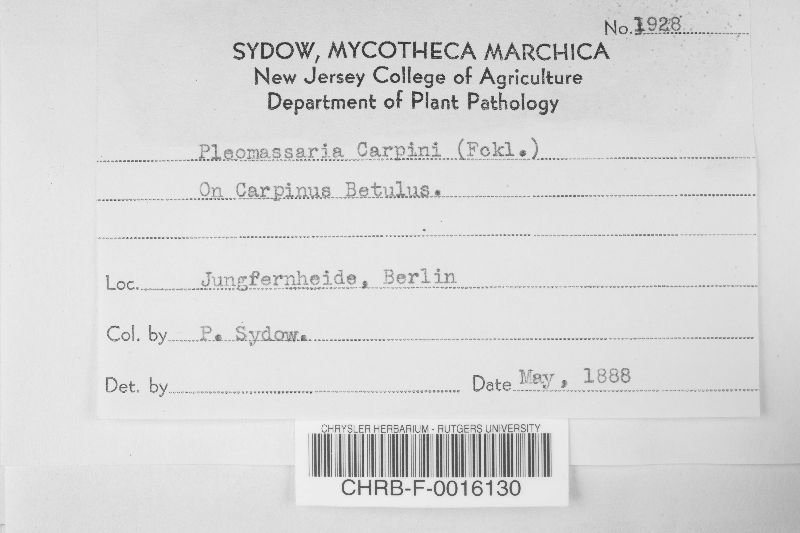 No. 1928
SYDOW, MYCOTHECA MARCHICA
New Jersey College of Agriculture
Department of Plant Pathology
Pleomassaria Carpini (Fckl.)
On Carpinus Betulus.
Loc. Jungfernheide, Berlin
Col. by P. Sydow.
Det. by
Date May, 1888
CHRYSLER HERBARIUM - RUTGERS UNIVERSITY
CHRB-F-0016130